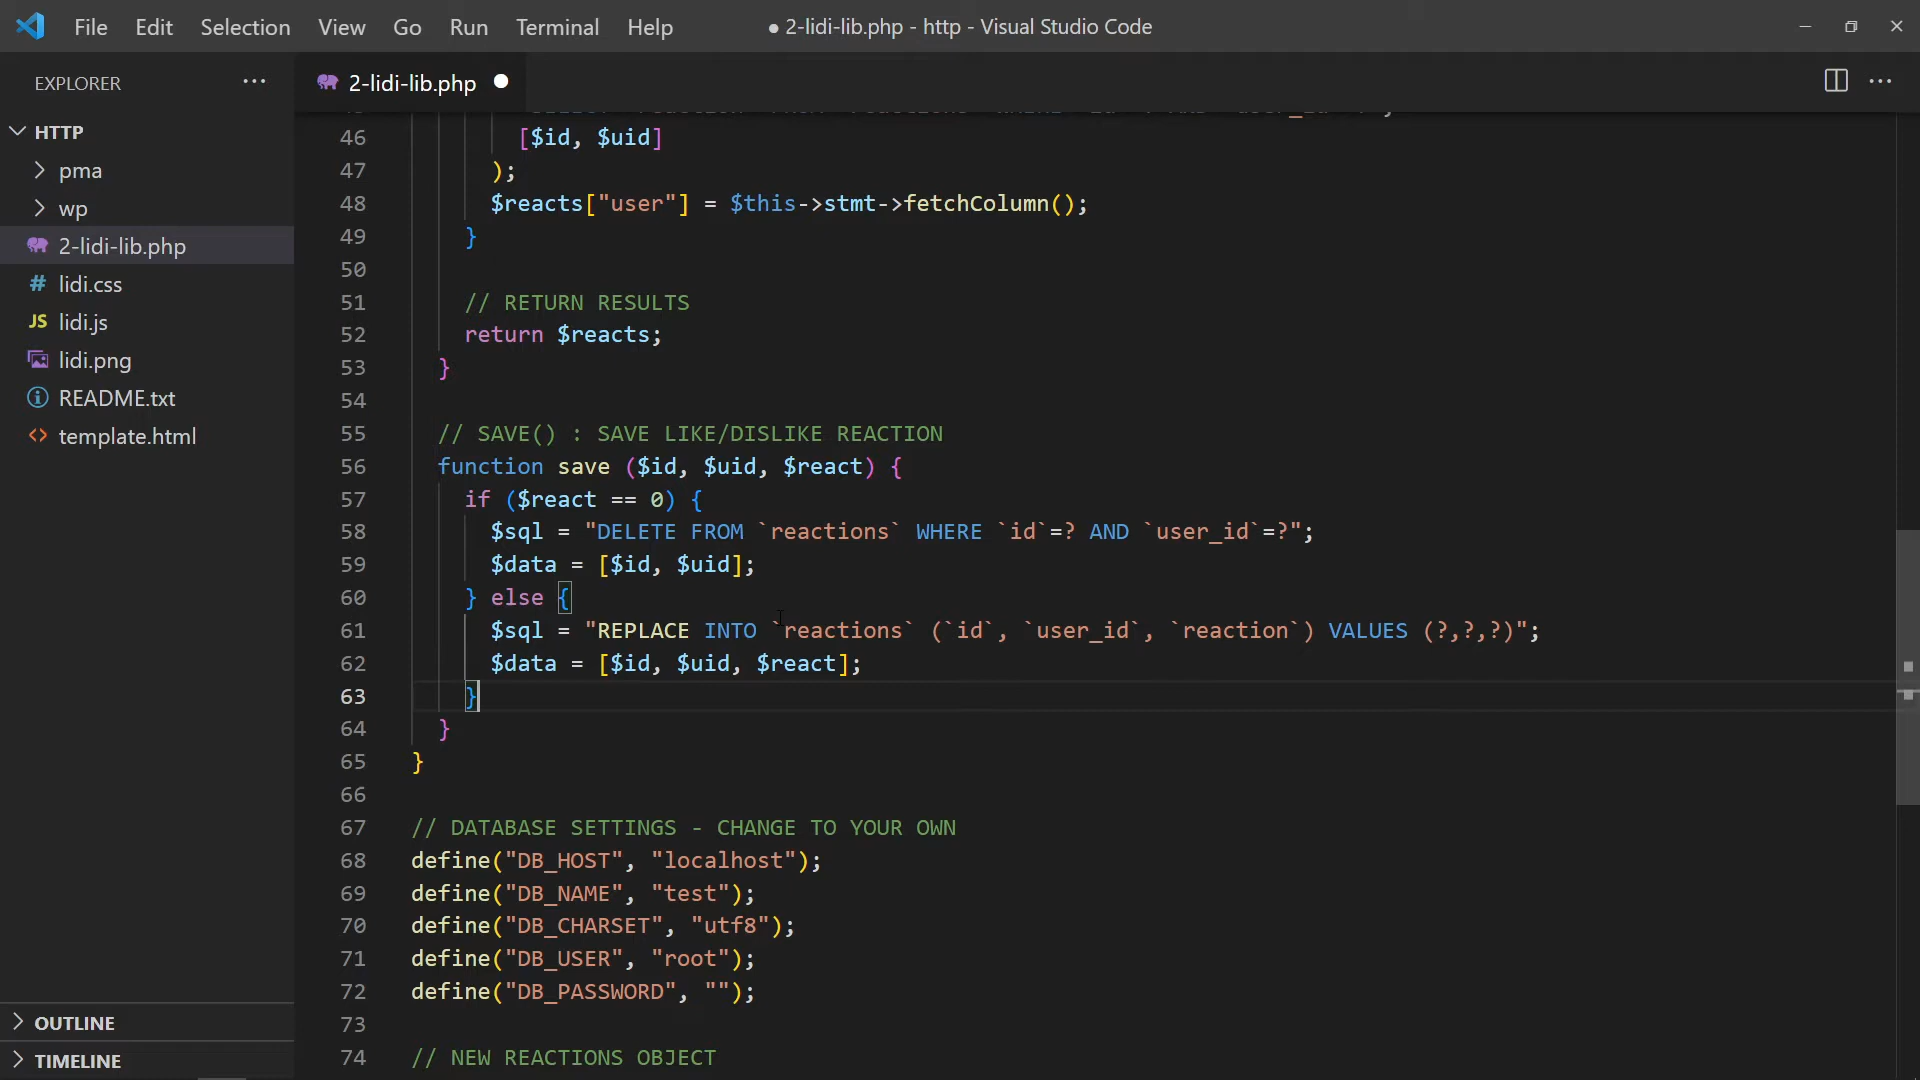 File Edit Selection View Go Run Terminal Help
● 2-lidi-lib.php - http - Visual Studio Code
EXPLORER
HTTP
pma
wp
2-lidi-lib.php
# lidi.css
JS lidi.js
lidi.png
README.txt
<> template.html
OUTLINE
TIMELINE
2-lidi-lib.php
46 [$id, $uid]
47 );
48 $reacts["user"] = $this->stmt->fetchColumn();
49 }
50
51 // RETURN RESULTS
52 return $reacts;
53 }
54
55 // SAVE() : SAVE LIKE/DISLIKE REACTION
56 function save ($id, $uid, $react) {
57 if ($react == 0) {
58 $sql = "DELETE FROM `reactions` WHERE `id`=? AND `user_id`=?";
59 $data = [$id, $uid];
60 } else {
61 $sql = "REPLACE INTO `reactions` (`id`, `user_id`, `reaction`) VALUES (?,?,?)";
62 $data = [$id, $uid, $react];
63 }
64 }
65 }
66
67 // DATABASE SETTINGS - CHANGE TO YOUR OWN
68 define("DB_HOST", "localhost");
69 define("DB_NAME", "test");
70 define("DB_CHARSET", "utf8");
71 define("DB_USER", "root");
72 define("DB_PASSWORD", "");
73
74 // NEW REACTIONS OBJECT